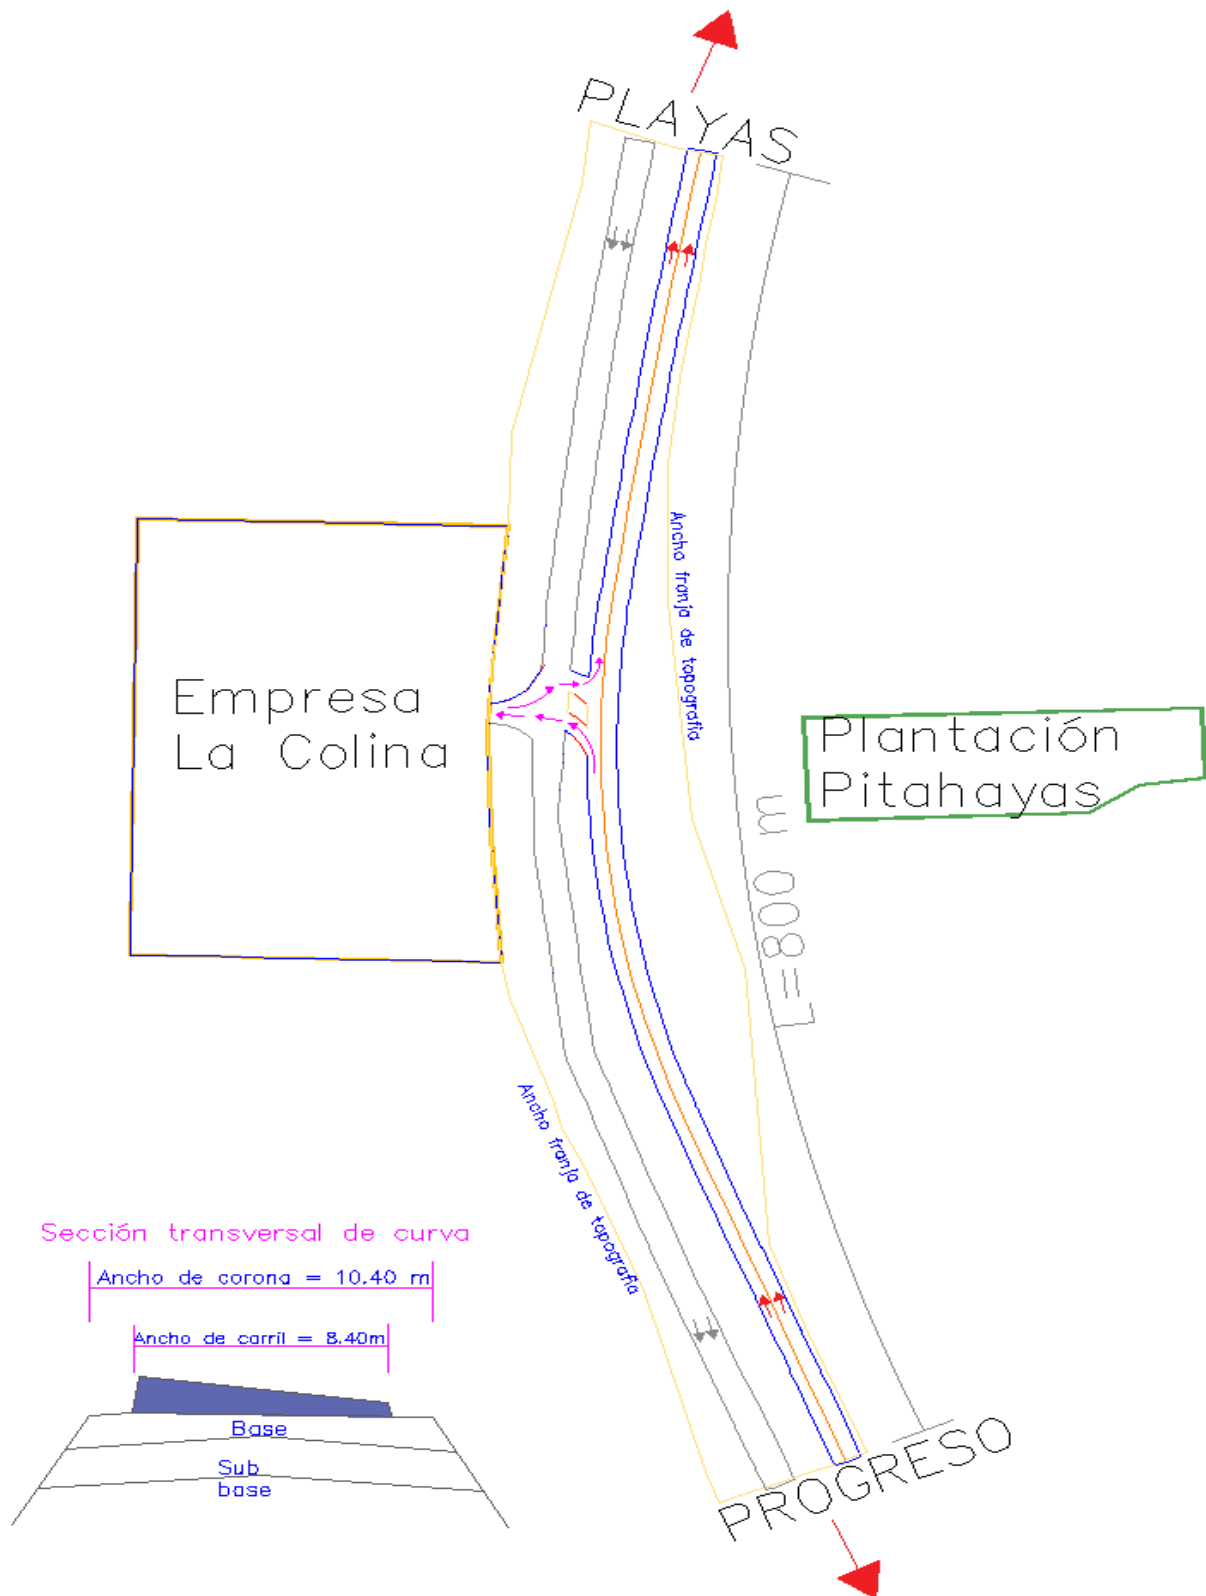 PLAYAS
Ancho franja de topografía
Empresa
La Colina
Plantación
Pitahayas
L=800 m
Ancho franja de topografía
Sección transversal de curva
Ancho de corona = 10.40 m
Ancho de carril = 8.40m
Base
Sub
base
PROGRESO